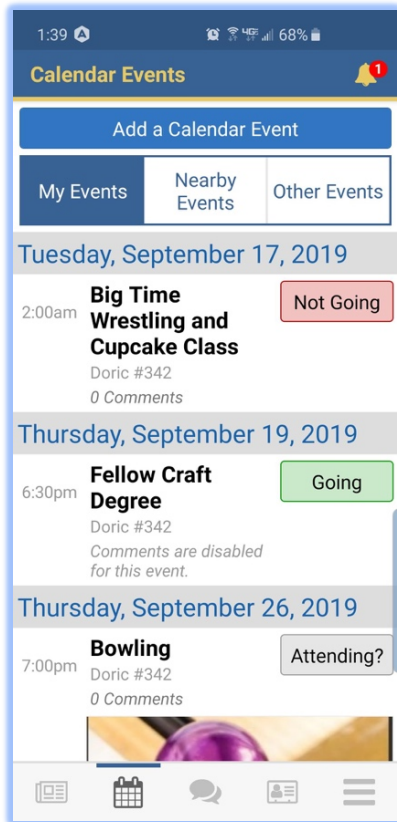 1:39 4GE 68%
Calendar Events
1
Add a Calendar Event
My Events
Nearby
Events
Other Events
Tuesday, September 17, 2019
2:00am
Big Time
Wrestling and
Cupcake Class
Not Going
Doric #342
0 Comments
Thursday, September 19, 2019
6:30pm
Fellow Craft
Degree
Going
Doric #342
Comments are disabled
for this event.
Thursday, September 26, 2019
7:00pm
Bowling
Attending?
Doric #342
0 Comments